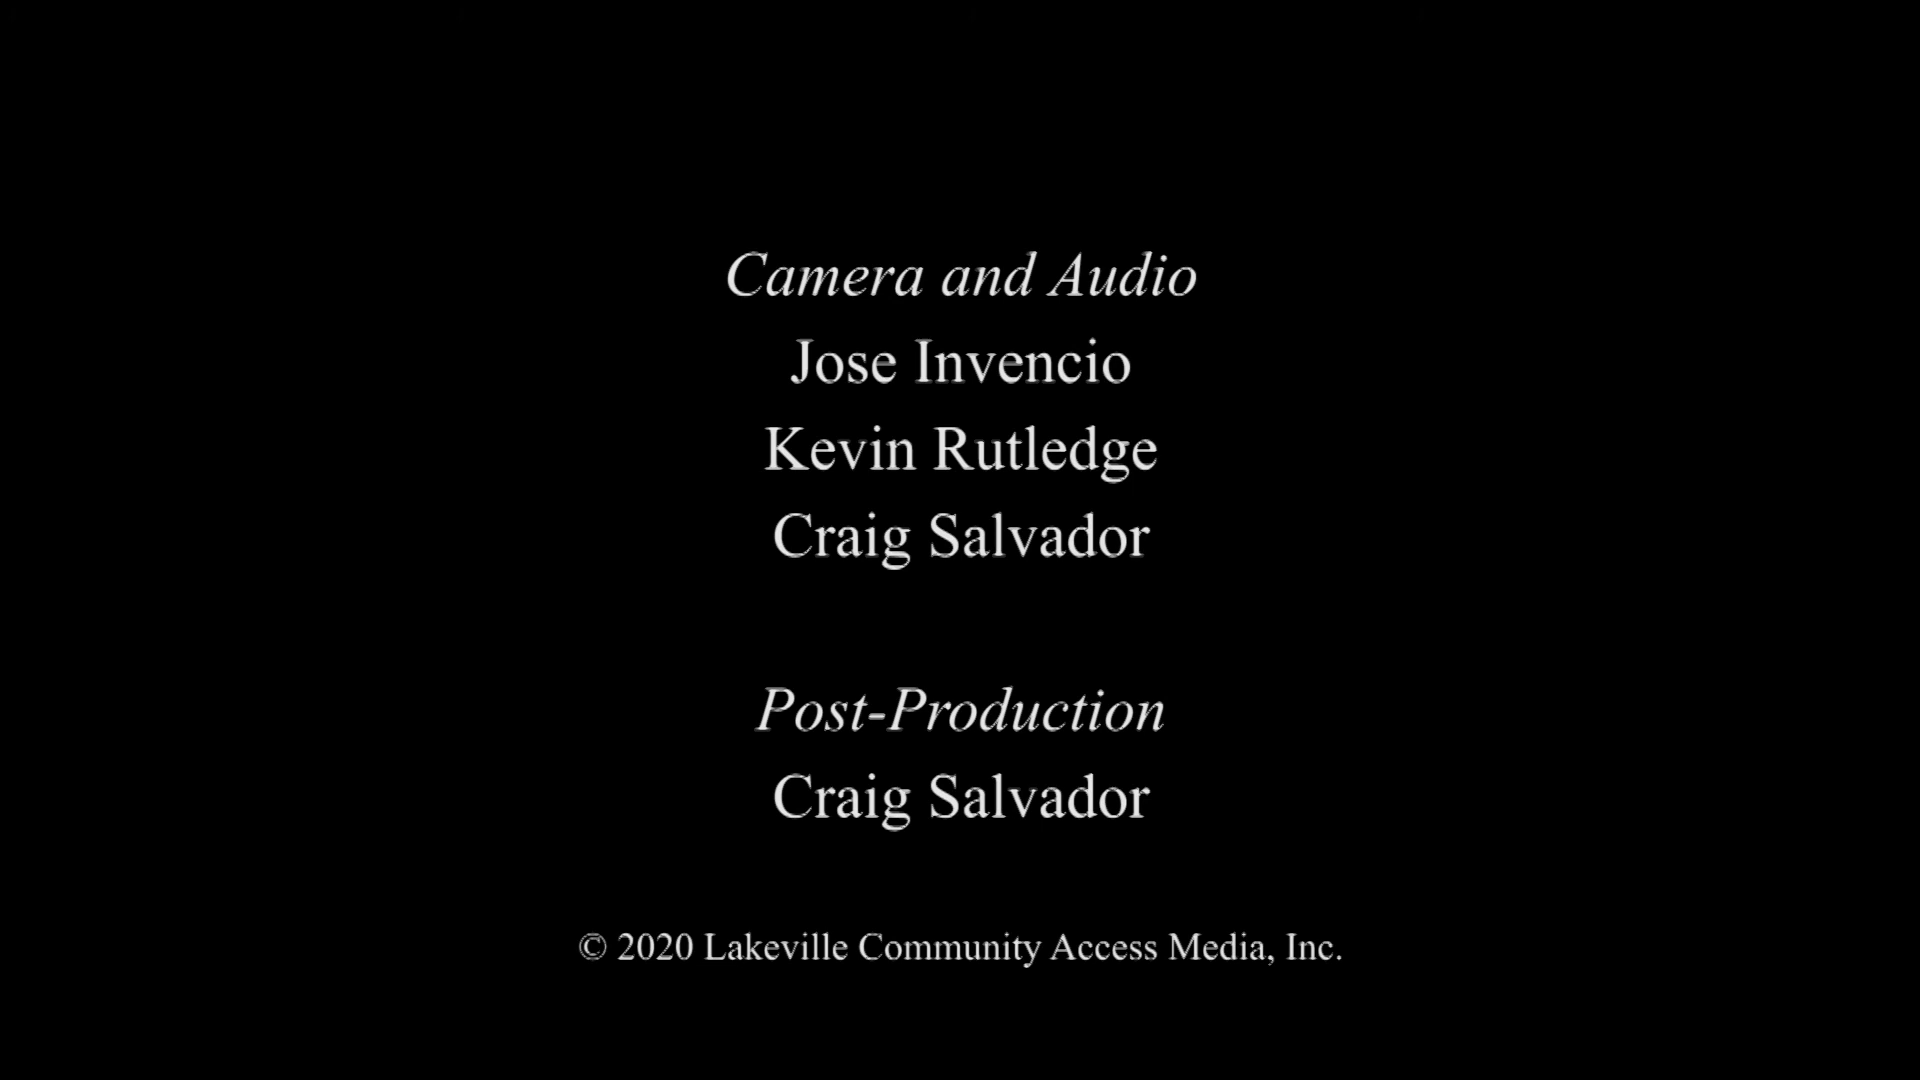 Camera and Audio
Jose Invencio
Kevin Rutledge
Craig Salvador
Post-Production
Craig Salvador
© 2020 Lakeville Community Access Media, Inc.